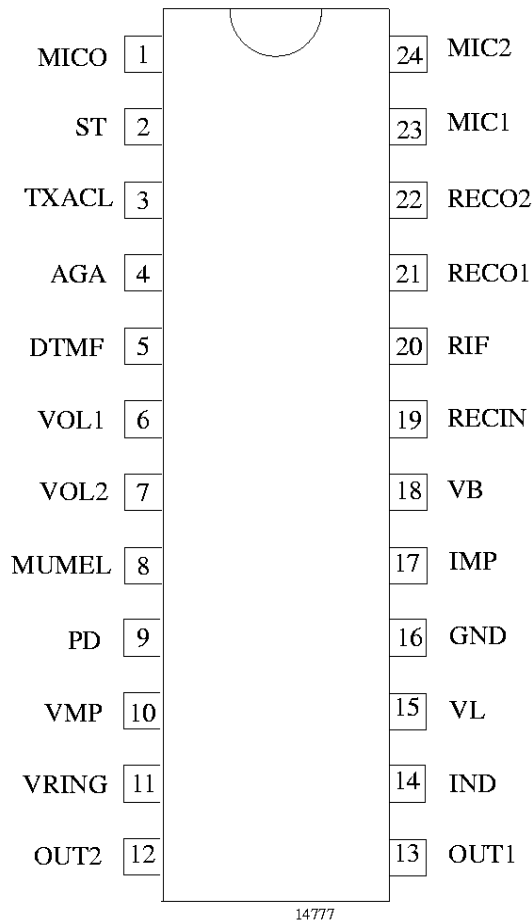 MICO 1 24 MIC2
ST 2 23 MIC1
TXACL 3 22 RECO2
AGA 4 21 RECO1
DTMF 5 20 RIF
VOL1 6 19 RECIN
VOL2 7 18 VB
MUMEL 8 17 IMP
PD 9 16 GND
VMP 10 15 VL
VRING 11 14 IND
OUT2 12 13 OUT1
14777